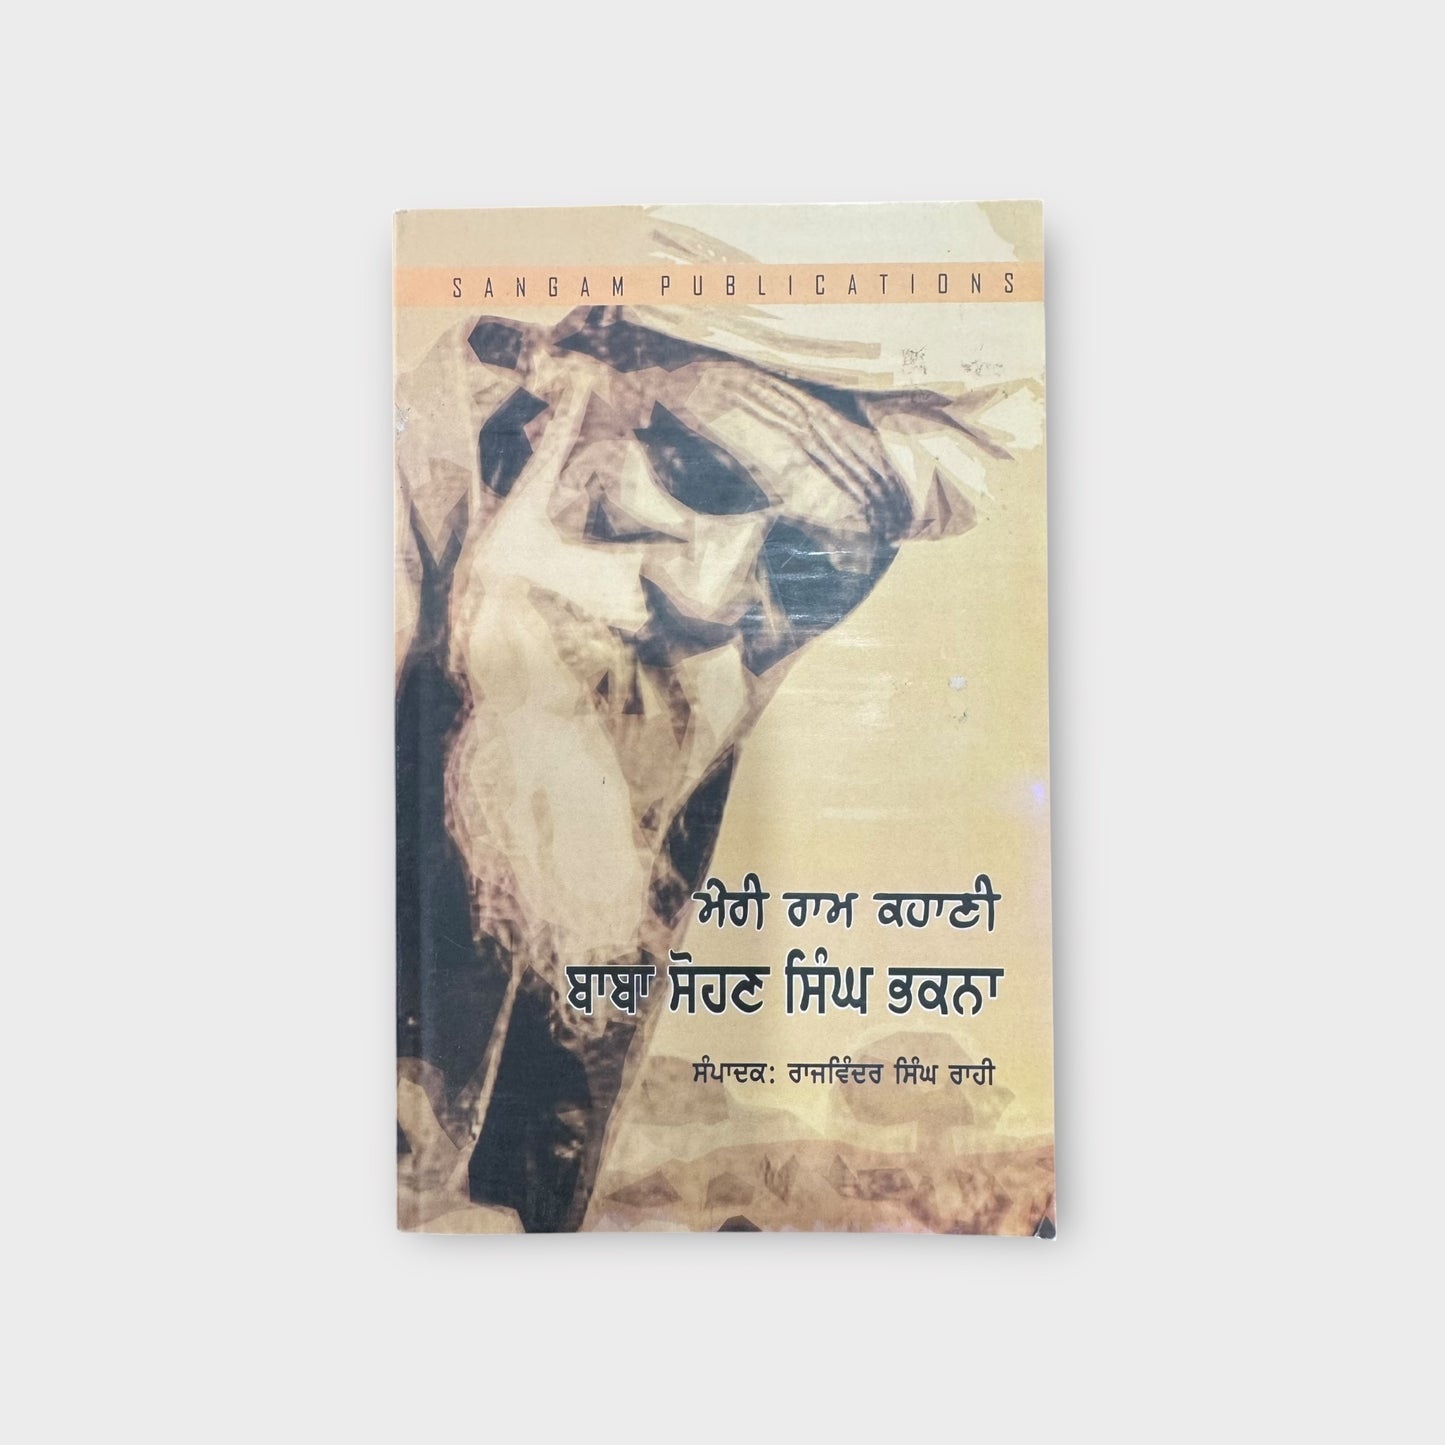 SANGAM PUBLICATIONS
ਮੇਰੀ ਰਾਮ ਕਹਾਣੀ
ਬਾਬਾ ਸੋਹਣ ਸਿੰਘ ਭਕਨਾ
ਸੰਪਾਦਕ: ਰਾਜਵਿੰਦਰ ਸਿੰਘ ਰਾਹੀ